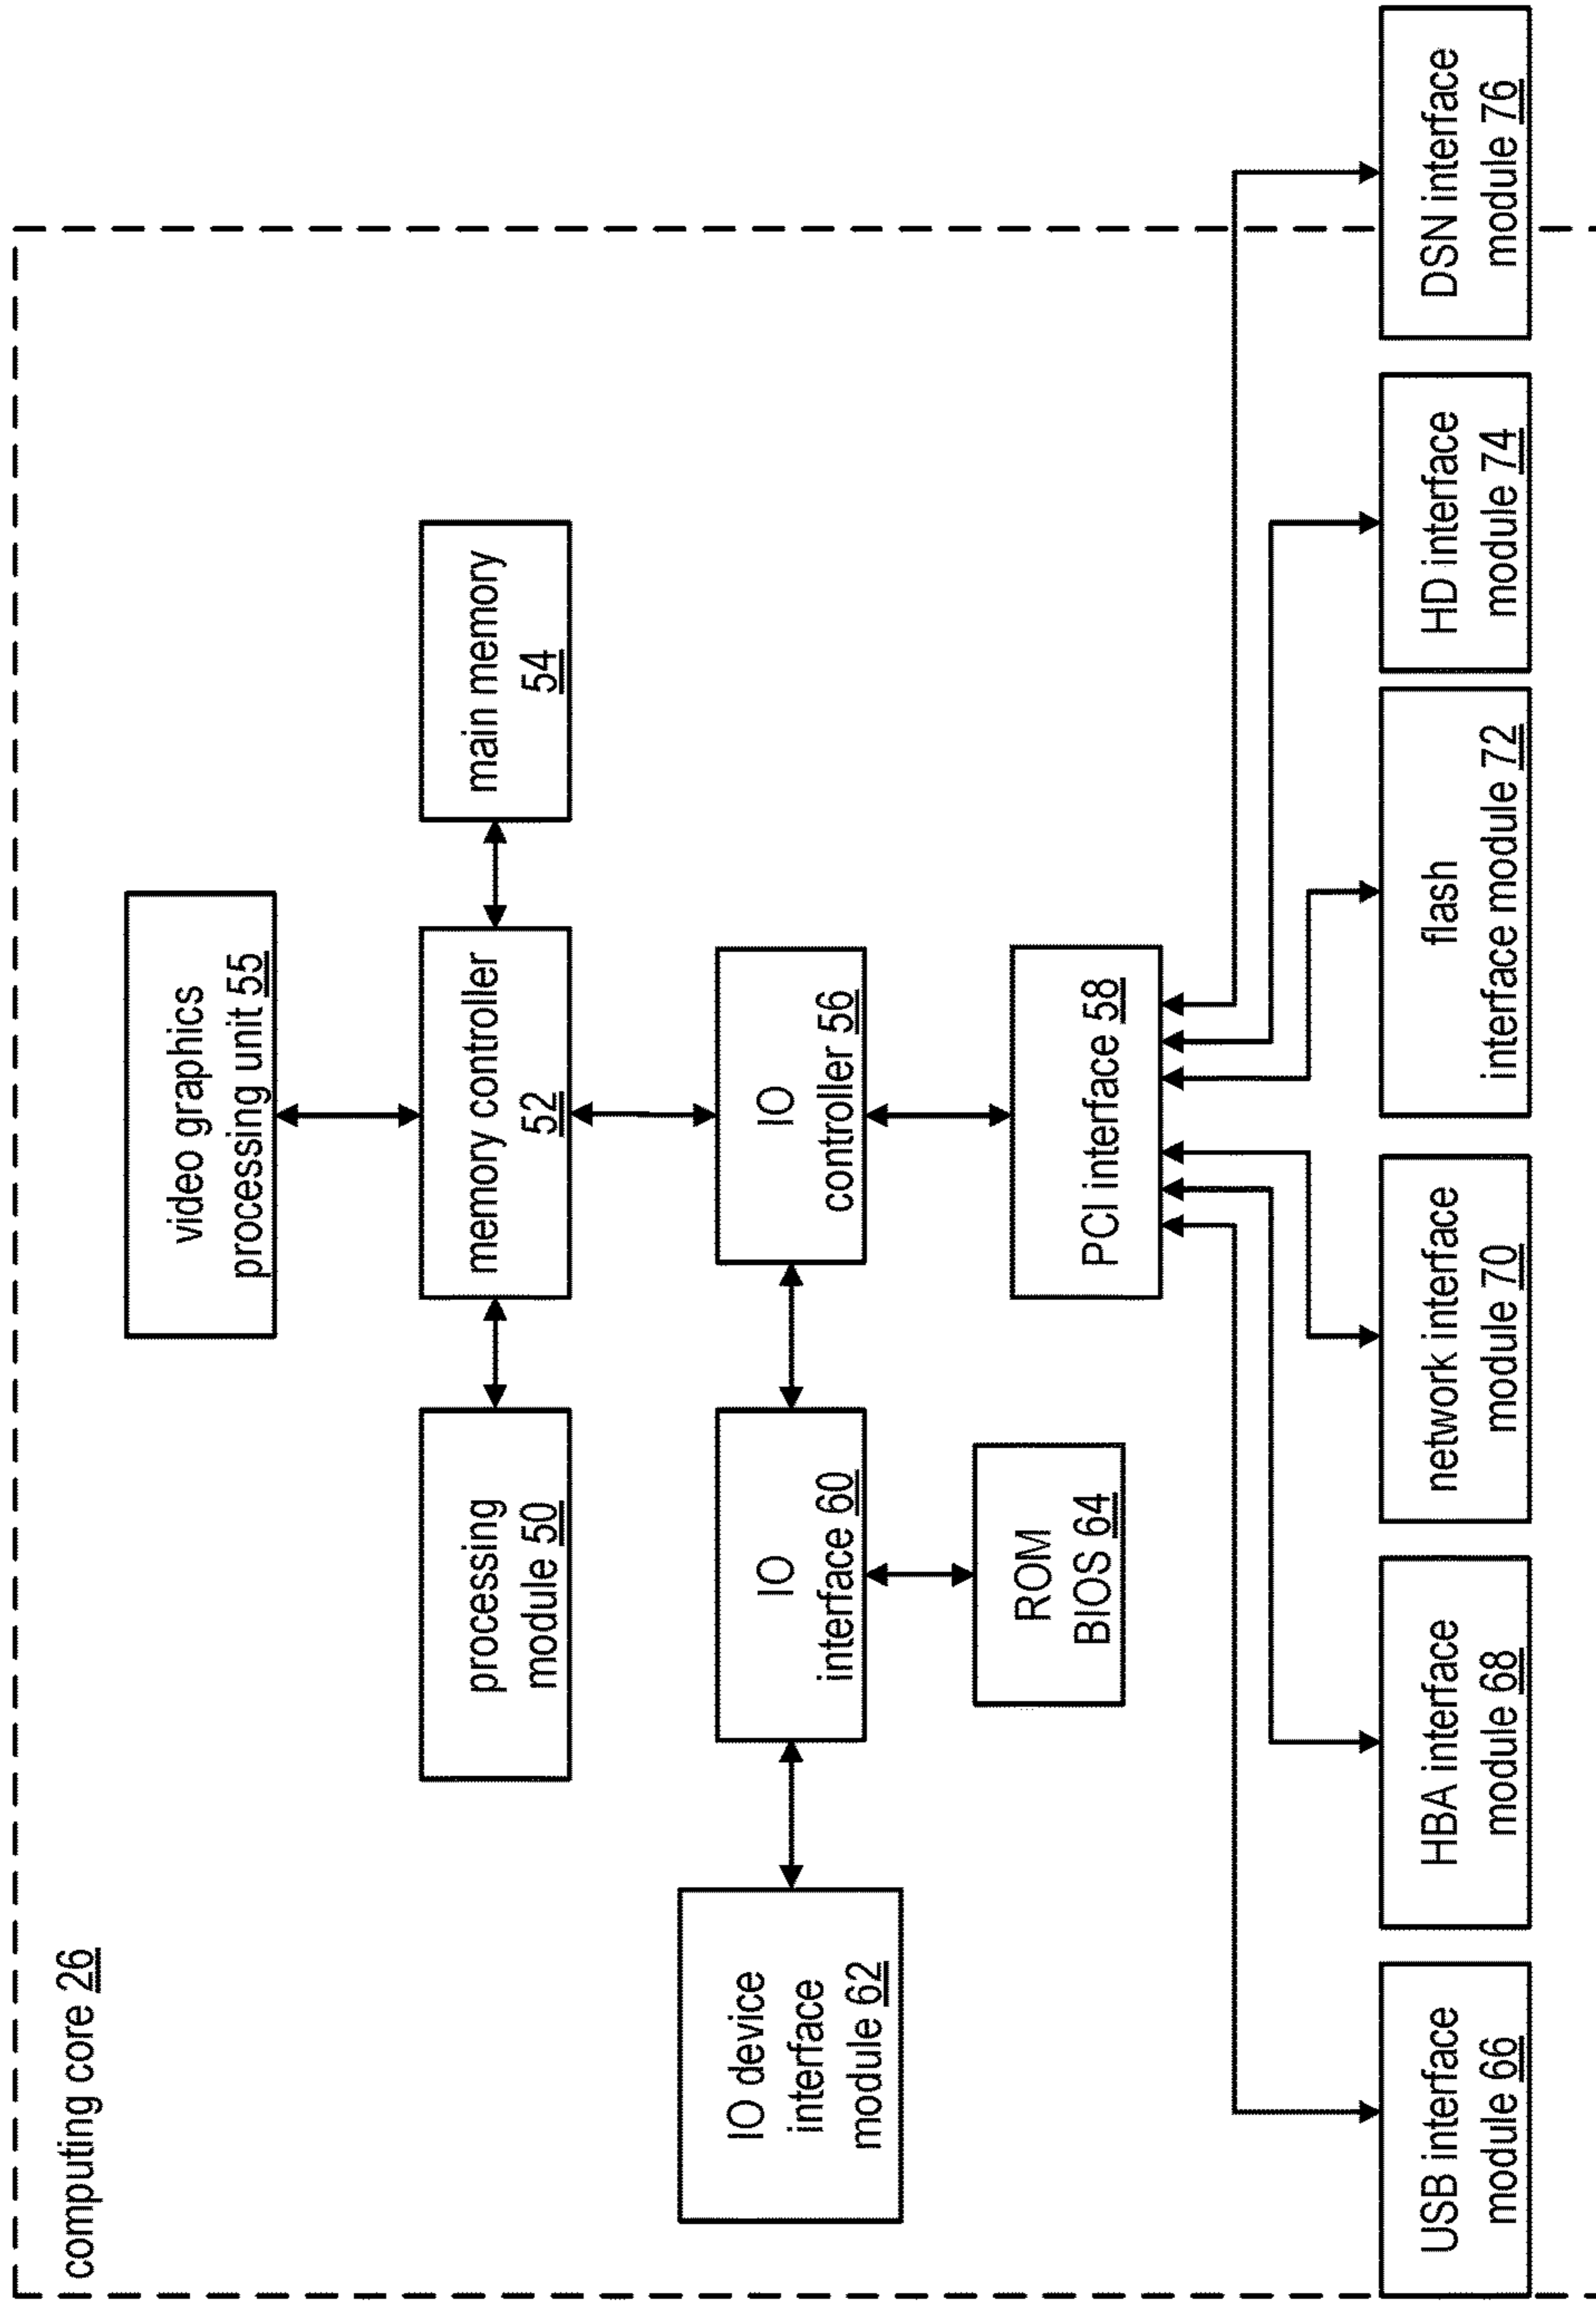 computing core 26
video graphics
processing unit 55
processing
module 50
memory controller
52
main memory
54
IO device
interface
module 62
IO
interface 60
IO
controller 56
ROM
BIOS 64
PCI interface 58
USB interface
module 66
HBA interface
module 68
network interface
module 70
flash
interface module 72
HD interface
module 74
DSN interface
module 76